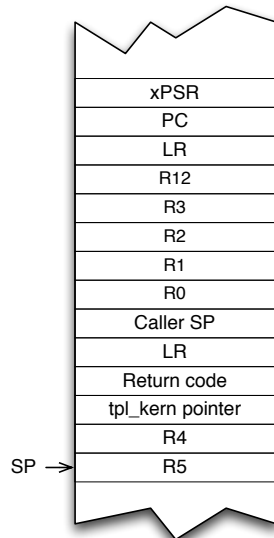 xPSR
PC
LR
R12
R3
R2
R1
R0
Caller SP
LR
Return code
tpl_kern pointer
R4
SP R5